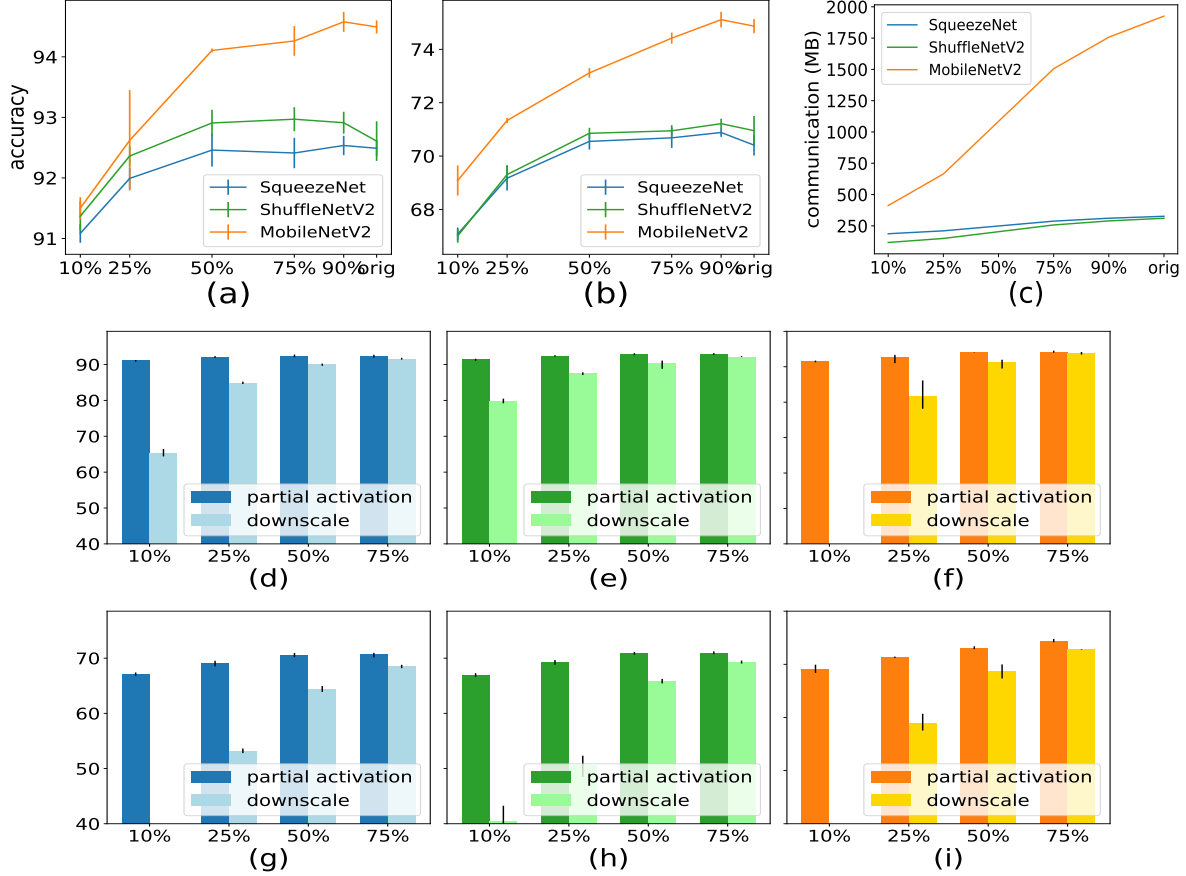 accuracy
94
93
92
91
10% 25% 50% 75% 90% orig
SqueezeNet
ShuffleNetV2
MobileNetV2
(a)
74
72
70
68
10% 25% 50% 75% 90% orig
SqueezeNet
ShuffleNetV2
MobileNetV2
(b)
communication (MB)
2000
1750
1500
1250
1000
750
500
250
10% 25% 50% 75% 90% orig
SqueezeNet
ShuffleNetV2
MobileNetV2
(c)
90
80
70
60
50
40
partial activation
downscale
10% 25% 50% 75%
(d)
partial activation
downscale
10% 25% 50% 75%
(e)
partial activation
downscale
10% 25% 50% 75%
(f)
70
60
50
40
partial activation
downscale
10% 25% 50% 75%
(g)
partial activation
downscale
10% 25% 50% 75%
(h)
partial activation
downscale
10% 25% 50% 75%
(i)